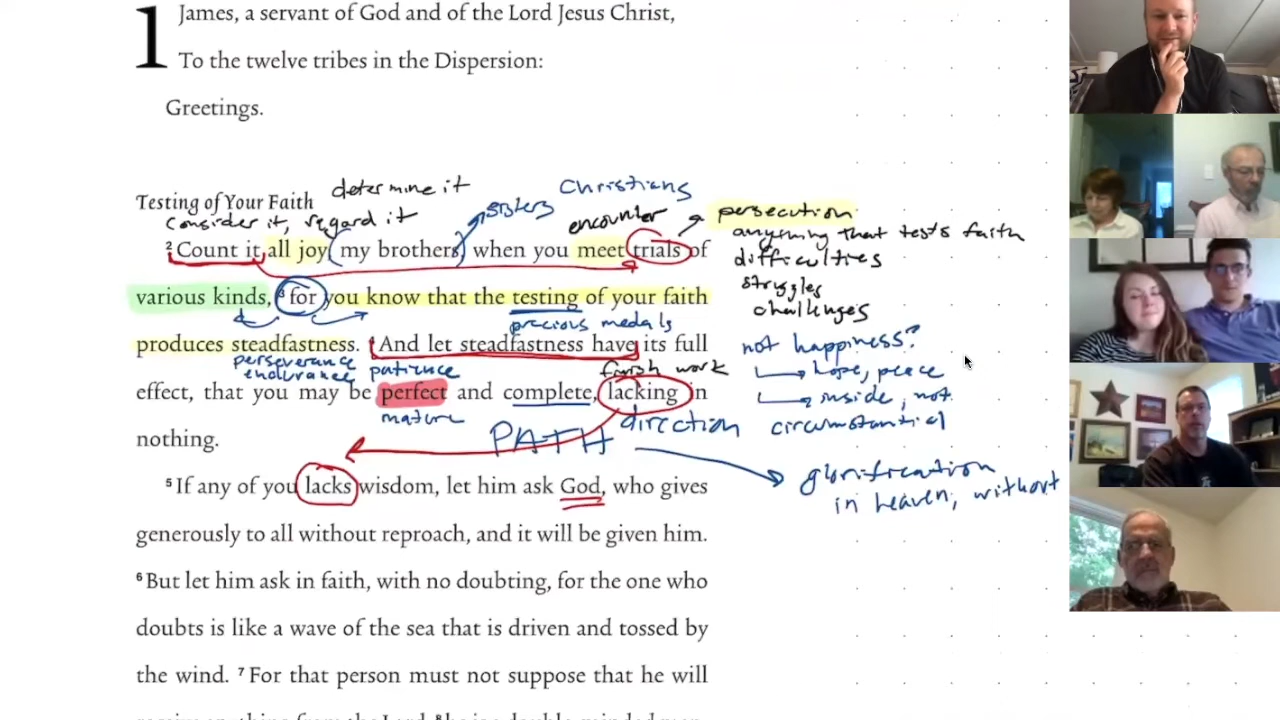 1 James, a servant of God and of the Lord Jesus Christ,
To the twelve tribes in the Dispersion:
Greetings.
determine it
Christians
Testing of Your Faith
sisters
consider it, regard it
encounter
persecution
2 Count it all joy, my brothers, when you meet trials of
anything that tests faith
difficulties
various kinds, 3 for you know that the testing of your faith
struggles
challenges
precious medals
produces steadfastness. 4 And let steadfastness have its full
not happiness?
perseverance
endurance
patience
finish work
hope, peace
effect, that you may be perfect and complete, lacking in
inside, not
mature
direction
circumstantial
nothing.
PATH
glorification
5 If any of you lacks wisdom, let him ask God, who gives
in heaven, without
generously to all without reproach, and it will be given him.
6 But let him ask in faith, with no doubting, for the one who
doubts is like a wave of the sea that is driven and tossed by
the wind. 7 For that person must not suppose that he will